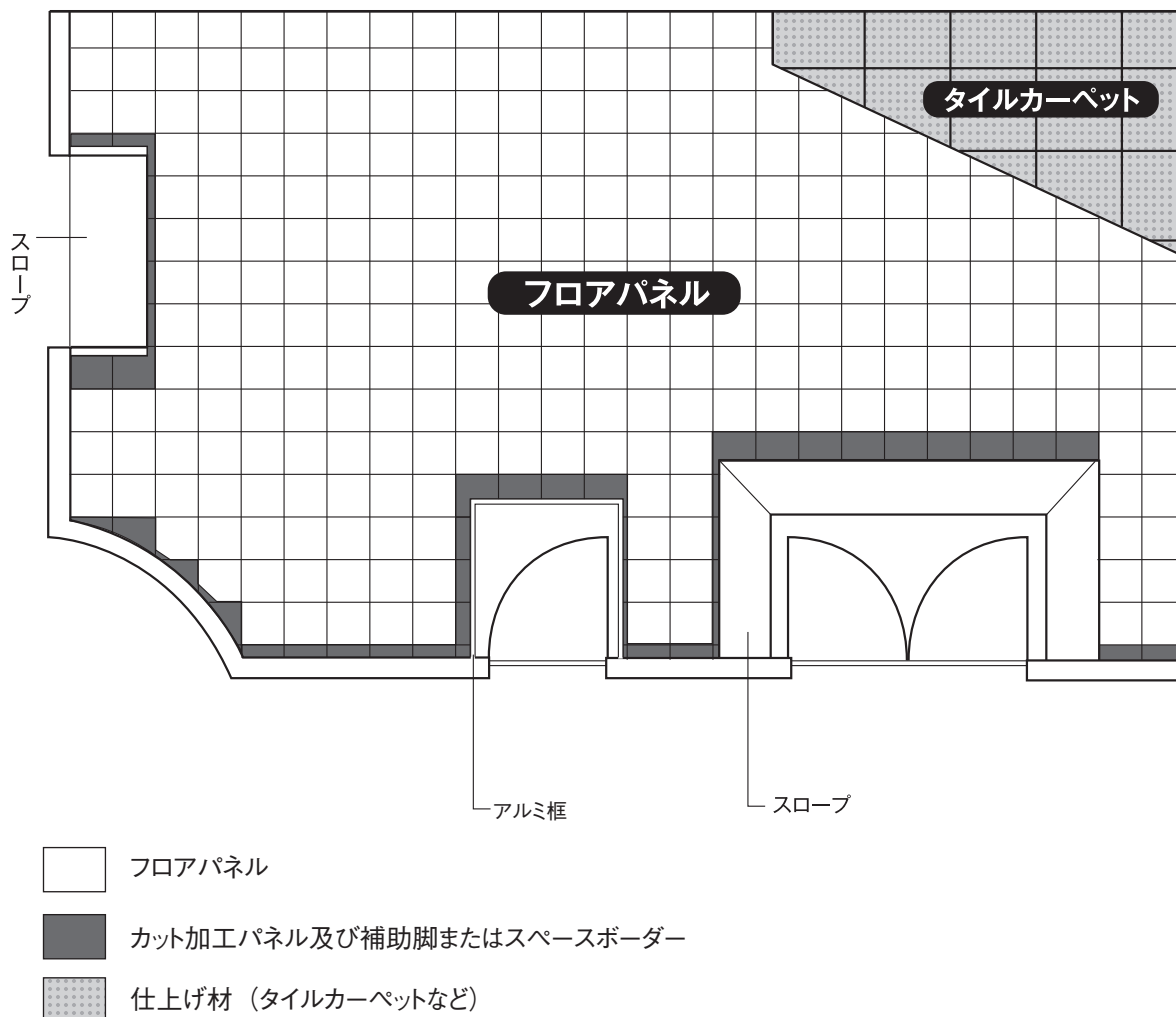 タイルカーペット
スロープ
フロアパネル
アルミ框
スロープ
フロアパネル
カット加工パネル及び補助脚またはスペースボーダー
仕上げ材（タイルカーペットなど）